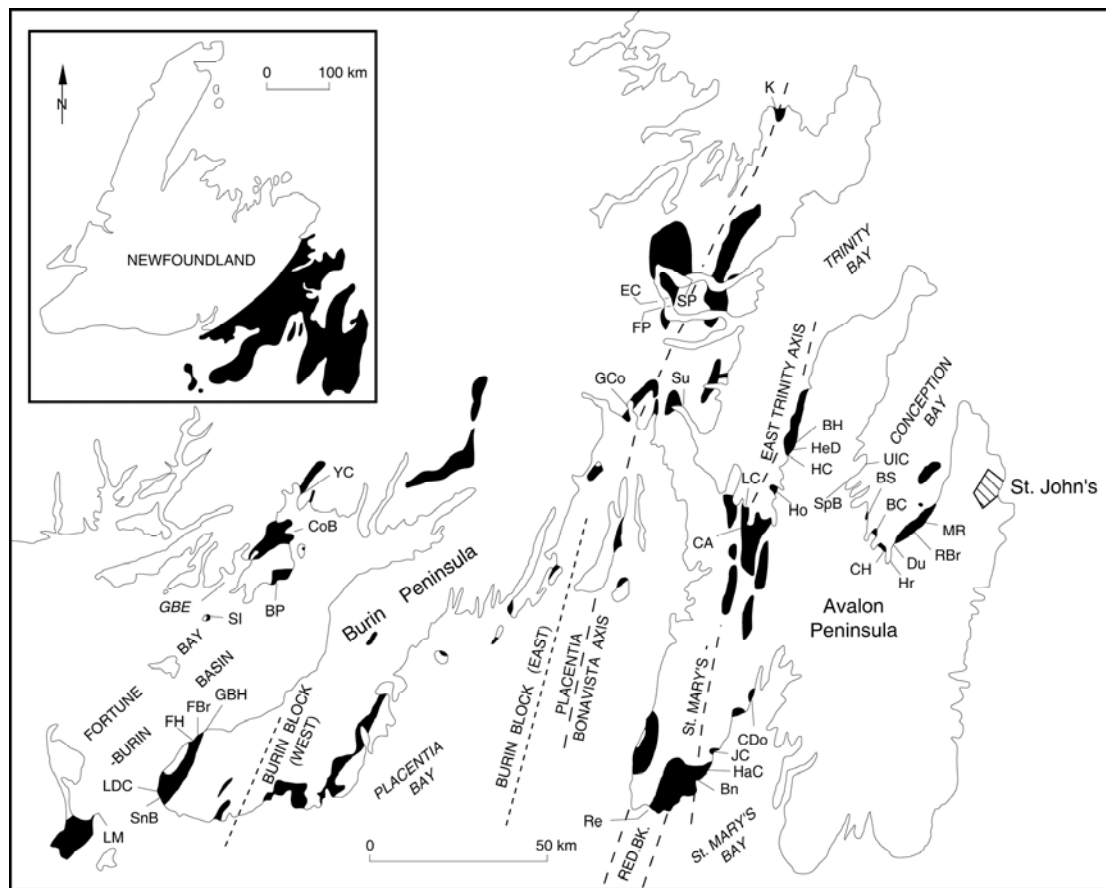 0 100 km
N
NEWFOUNDLAND
K
TRINITY
BAY
EC
SP
FP
GCo
Su
EAST TRINITY AXIS
CONCEPTION
BAY
BH
HeD
HC
UIC
BS
LC
YC
St. John's
Ho
SpB
BC
CoB
MR
CA
RBr
Du
CH
Hr
Burin Peninsula
GBE
BP
SI
Avalon
Peninsula
BAY
BASIN
FORTUNE
-BURIN
BURIN BLOCK (EAST)
PLACENTIA
BONAVISTA AXIS
ST. MARY'S
GBH
FBr
FH
BURIN BLOCK
(WEST)
PLACENTIA
BAY
CDo
JC
HaC
Bn
LDC
SnB
LM
Re
RED.BK.
St. MARY'S
BAY
0 50 km